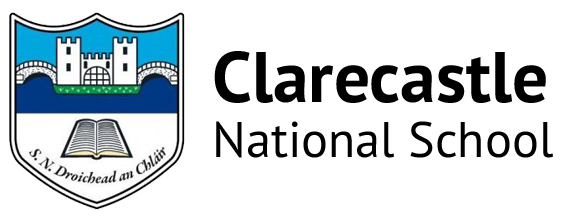 Clarecastle
National School
S. N. Droichead an Chláir